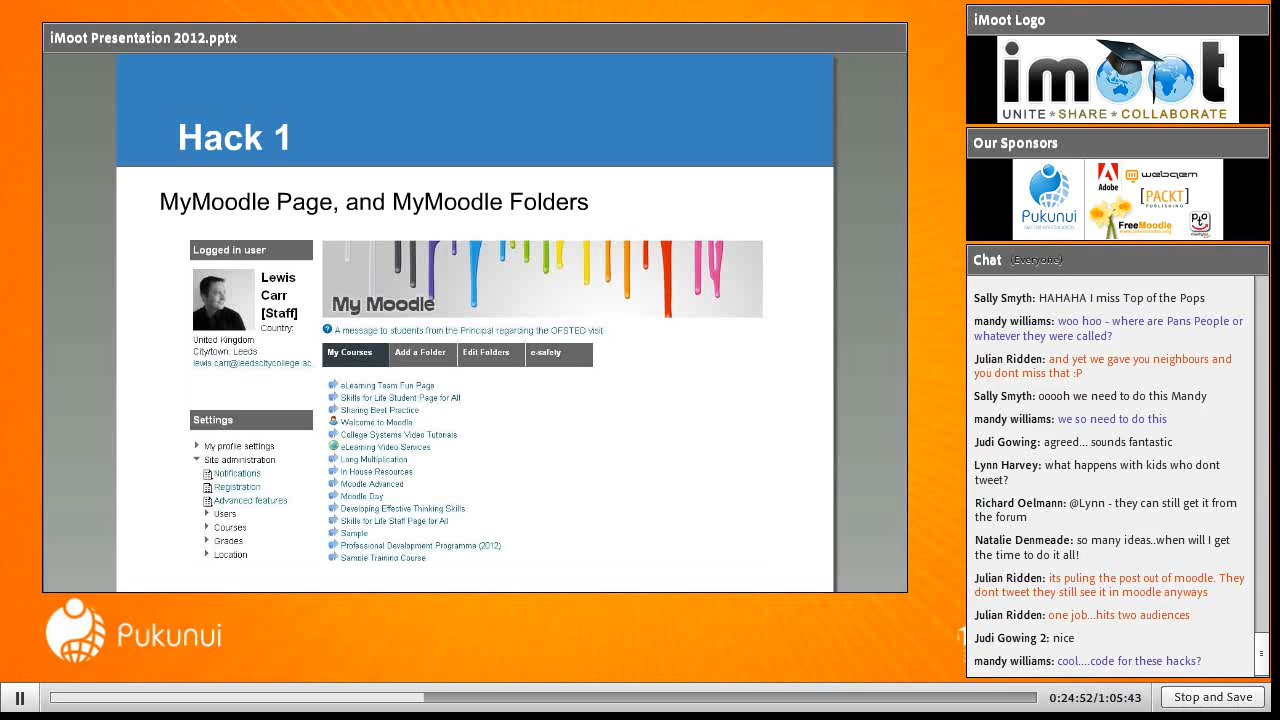 iMoot Presentation 2012.pptx
Hack 1
MyMoodle Page, and MyMoodle Folders
Logged in user
Lewis
Carr
[Staff]
Country:
United Kingdom
City/town: Leeds
lewis.carr@leedscitycollege.ac.
My Moodle
A message to students from the Principal regarding the OFSTED visit.
My Courses
Add a Folder
Edit Folders
e-safety
eLearning Team Fun Page
Skills for Life Student Page for All
Sharing Best Practice
Welcome to Moodle
College Systems Video Tutorials
eLearning Video Services
Long Multiplication
In House Resources
Moodle Advanced
Moodle Day
Developing Effective Thinking Skills
Skills for Life Staff Page for All
Sample
Professional Development Programme (2012)
Sample Training Course
Settings
My profile settings
Site administration
Notifications
Registration
Advanced features
Users
Courses
Grades
Location
Pukunui
iMoot Logo
imoot
UNITE * SHARE * COLLABORATE
Our Sponsors
Pukunui
Adobe
webqem
[PACKT]
PUBLISHING
FreeMoodle
Chat (Everyone)
Sally Smyth: HAHAHA I miss Top of the Pops
mandy williams: woo hoo - where are Pans People or
whatever they were called?
Julian Ridden: and yet we gave you neighbours and
you dont miss that :P
Sally Smyth: ooooh we need to do this Mandy
mandy williams: we so need to do this
Judi Gowing: agreed... sounds fantastic
Lynn Harvey: what happens with kids who dont
tweet?
Richard Oelmann: @Lynn - they can still get it from
the forum
Natalie Denmeade: so many ideas..when will I get
the time to do it all!
Julian Ridden: its puling the post out of moodle. They
dont tweet they still see it in moodle anyways
Julian Ridden: one job...hits two audiences
Judi Gowing 2: nice
mandy williams: cool....code for these hacks?
0:24:52/1:05:43
Stop and Save